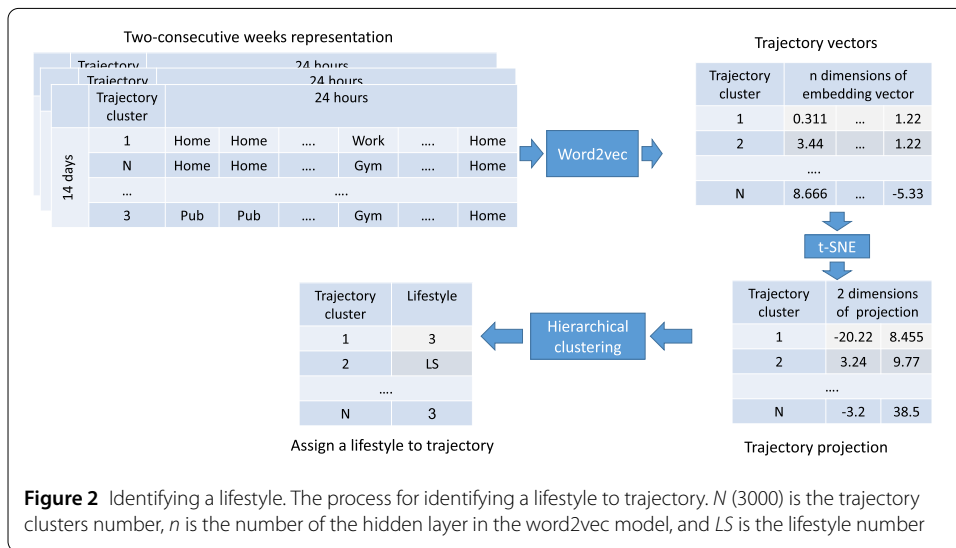 Two-consecutive weeks representation
Trajectory 24 hours
Trajectory 24 hours
Trajectory cluster 24 hours
14 days
1 Home Home .... Work .... Home
N Home Home .... Gym .... Home
... ....
3 Pub Pub .... Gym .... Home
Word2vec
Trajectory vectors
Trajectory cluster n dimensions of embedding vector
1 0.311 ... 1.22
2 3.44 ... 1.22
....
N 8.666 ... -5.33
t-SNE
Trajectory cluster 2 dimensions of projection
1 -20.22 8.455
2 3.24 9.77
....
N -3.2 38.5
Trajectory projection
Hierarchical
clustering
Trajectory cluster Lifestyle
1 3
2 LS
....
N 3
Assign a lifestyle to trajectory
Figure 2 Identifying a lifestyle. The process for identifying a lifestyle to trajectory. N (3000) is the trajectory
clusters number, n is the number of the hidden layer in the word2vec model, and LS is the lifestyle number